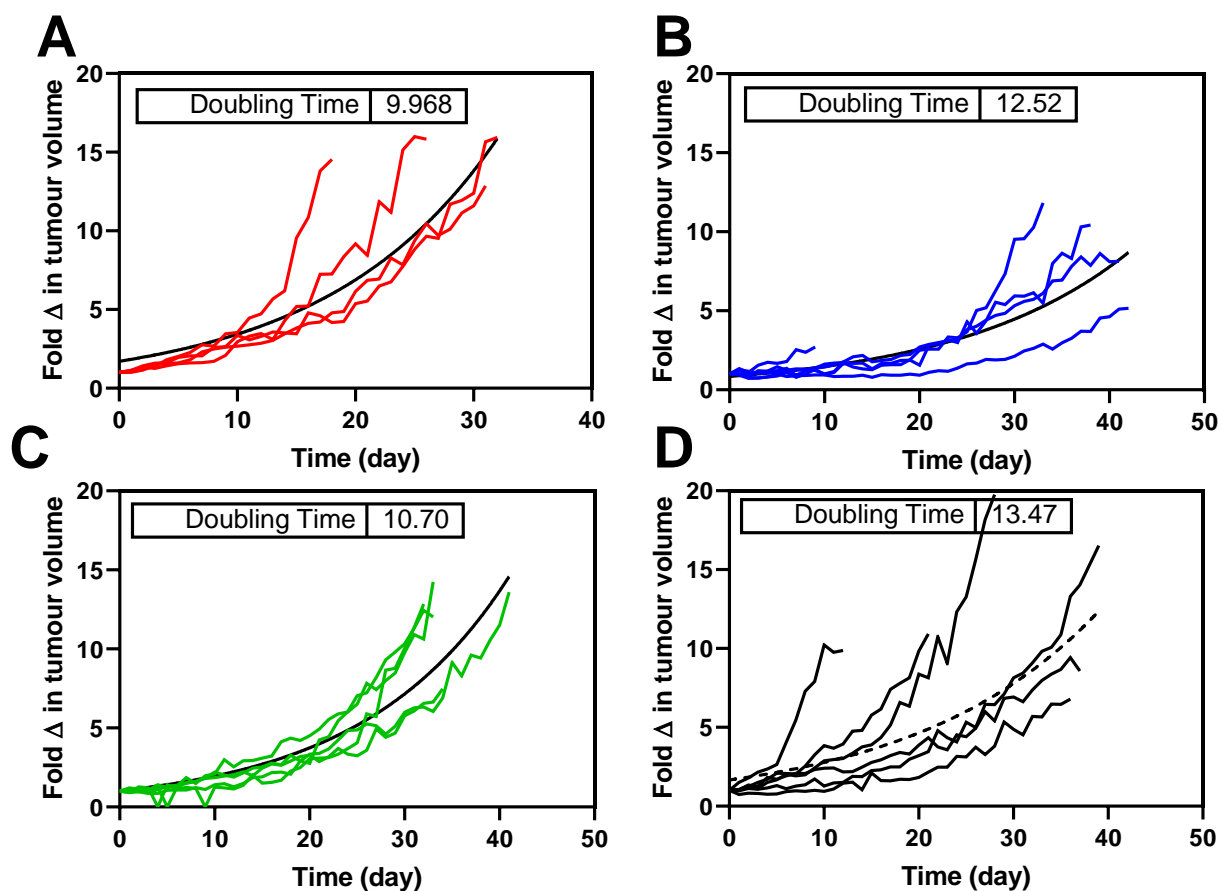 A
Fold Δ in tumour volume
20
15
10
5
0
Doubling Time 9.968
0 10 20 30 40
Time (day)
B
Fold Δ in tumour volume
20
15
10
5
0
Doubling Time 12.52
0 10 20 30 40 50
Time (day)
C
Fold Δ in tumour volume
20
15
10
5
0
Doubling Time 10.70
0 10 20 30 40 50
Time (day)
D
Fold Δ in tumour volume
20
15
10
5
0
Doubling Time 13.47
0 10 20 30 40 50
Time (day)